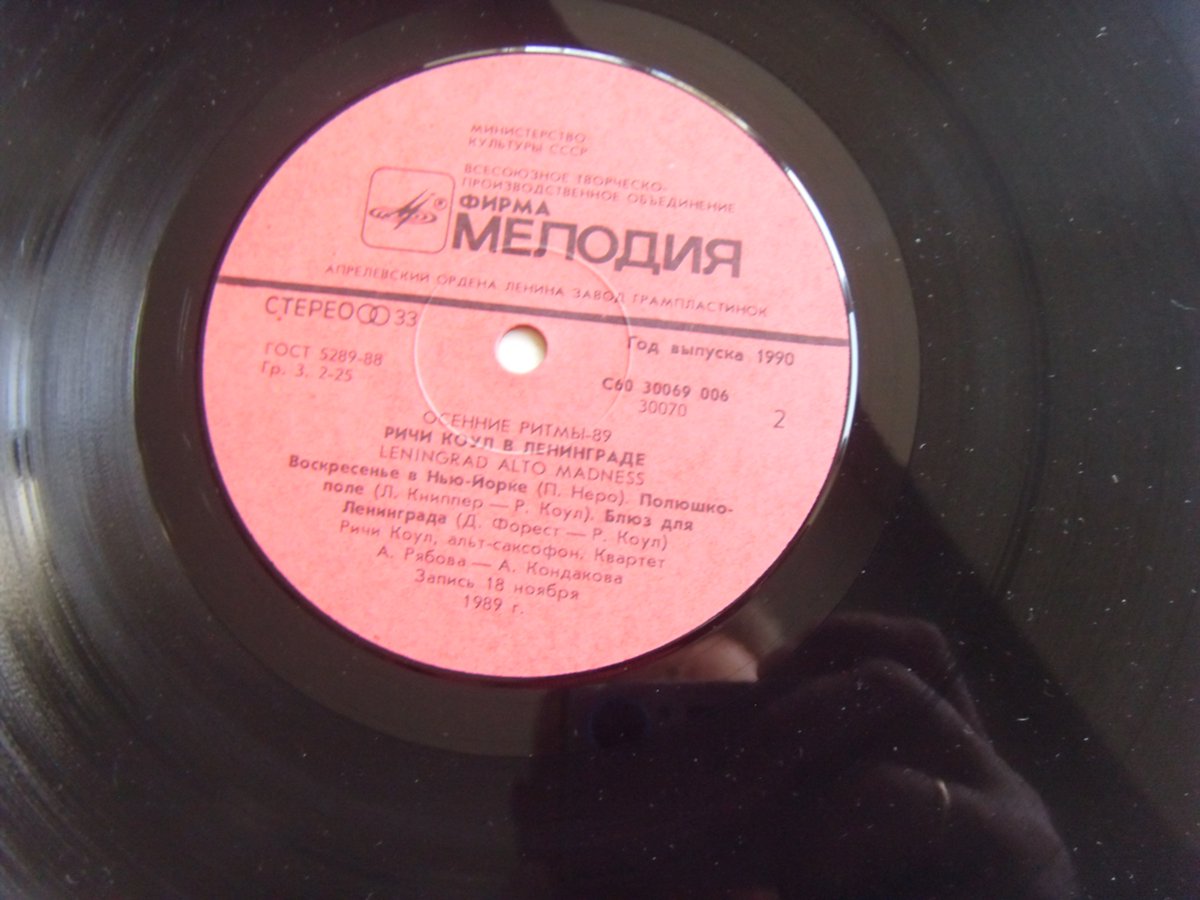 МИНИСТЕРСТВО
КУЛЬТУРЫ СССР
ВСЕСОЮЗНОЕ ТВОРЧЕСКО-
ПРОИЗВОДСТВЕННОЕ ОБЪЕДИНЕНИЕ
ФИРМА
®
МЕЛОДИЯ
АПРЕЛЕВСКИЙ ОРДЕНА ЛЕНИНА ЗАВОД ГРАМПЛАСТИНОК
СТЕРЕО 33
Год выпуска 1990
ГОСТ 5289-88
Гр. 3. 2-25
С60 30069 006
30070
2
ОСЕННИЕ РИТМЫ-89
РИЧИ КОУЛ В ЛЕНИНГРАДЕ
LENINGRAD ALTO MADNESS
Воскресенье в Нью-Йорке (П. Неро). Полюшко-
поле (Л. Книппер — Р. Коул). Блюз для
Ленинграда (Д. Форест — Р. Коул)
Ричи Коул, альт-саксофон. Квартет
А. Рябова — А. Кондакова
Запись 18 ноября
1989 г.